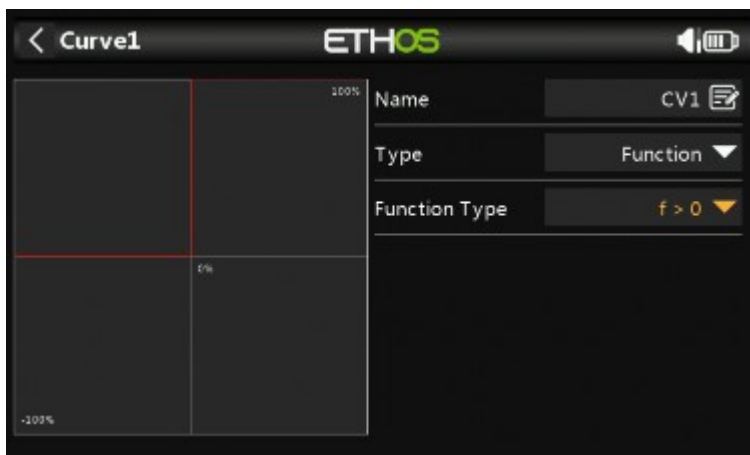 Curve1
ETHOS
100%
Name
CV1
Type
Function
Function Type
f > 0
0%
-100%